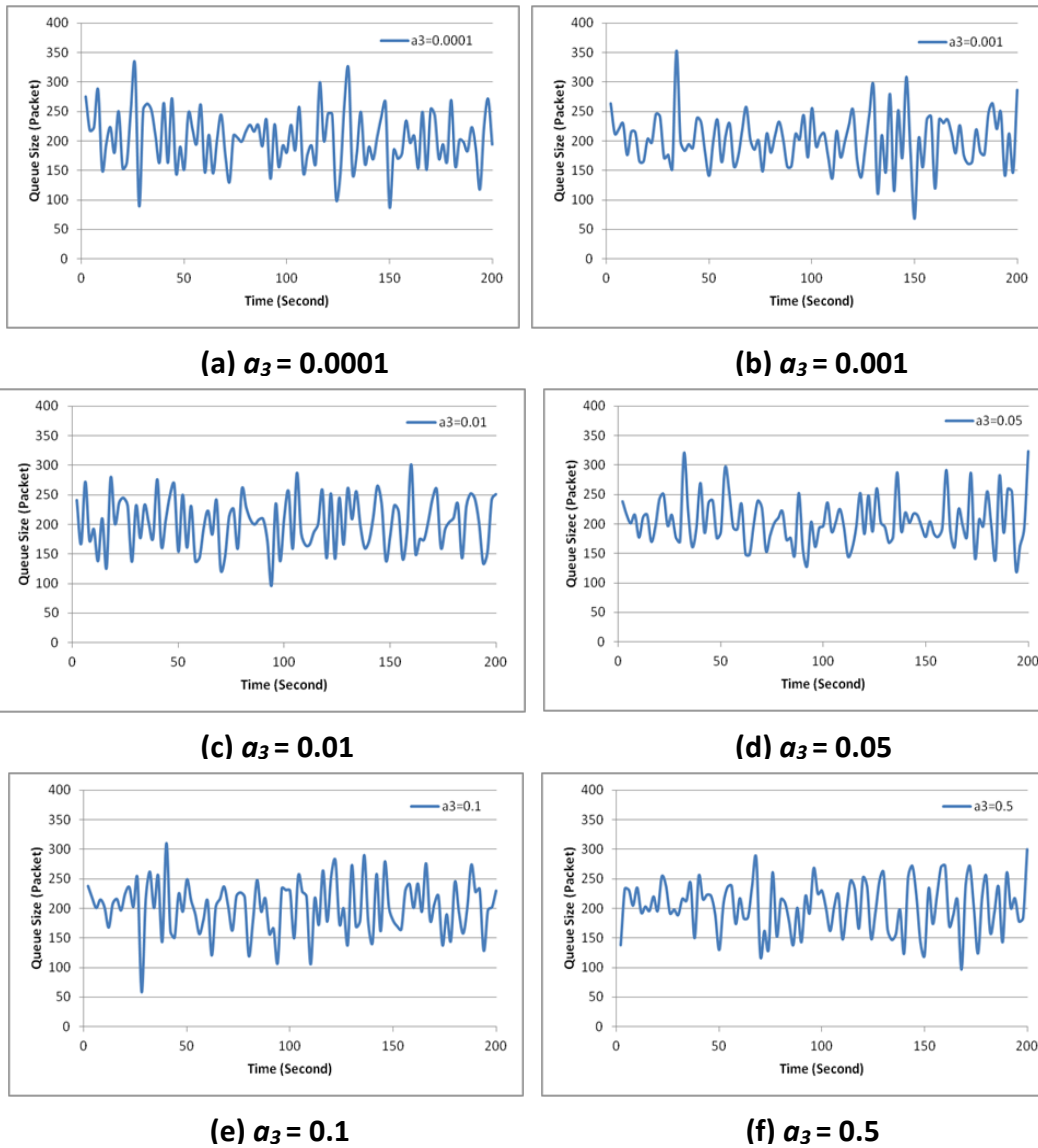 400
350
300
250
200
150
100
50
0
Queue Size (Packet)
a3=0.0001
0 50 100 150 200
Time (Second)
(a) a3 = 0.0001
400
350
300
250
200
150
100
50
0
Queue Size (Packet)
a3=0.001
0 50 100 150 200
Time (Second)
(b) a3 = 0.001
400
350
300
250
200
150
100
50
0
Queue Size (Packet)
a3=0.01
0 50 100 150 200
Time (Second)
(c) a3 = 0.01
400
350
300
250
200
150
100
50
0
Queue Sizec (Packet)
a3=0.05
0 50 100 150 200
Time (Second)
(d) a3 = 0.05
400
350
300
250
200
150
100
50
0
Queue Size (Packet)
a3=0.1
0 50 100 150 200
Time (Second)
(e) a3 = 0.1
400
350
300
250
200
150
100
50
0
Queue Size (Packet)
a3=0.5
0 50 100 150 200
Time (Second)
(f) a3 = 0.5